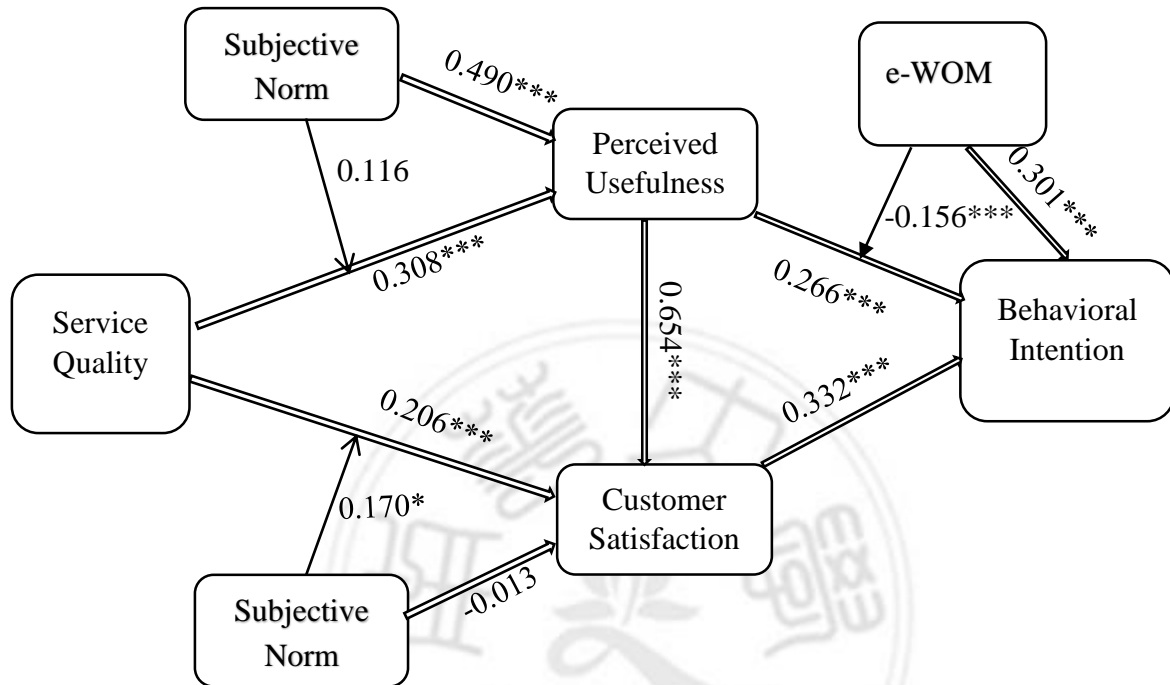 Subjective
Norm
0.490***
e-WOM
Perceived
Usefulness
0.116
0.301***
-0.156***
0.308***
0.266***
Service
Quality
0.654***
Behavioral
Intention
0.206***
0.332***
0.170*
Customer
Satisfaction
-0.013
Subjective
Norm